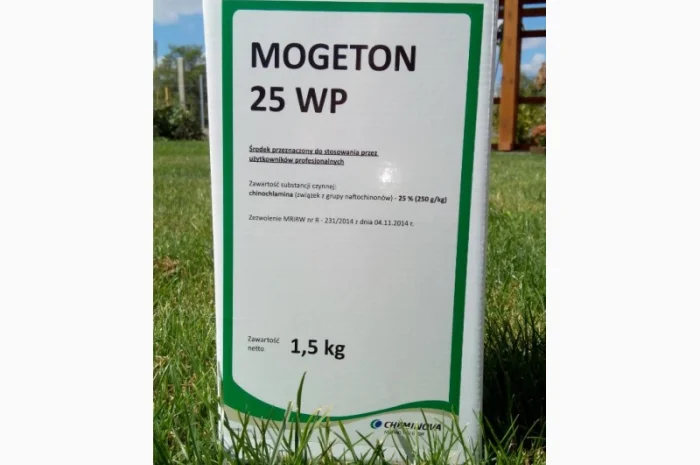 MOGETON
25 WP
Środek przeznaczony do stosowania przez
użytkowników profesjonalnych
Zawartość substancji czynnej:
chinochlamina (związek z grupy naftochinonów) - 25 % (250 g/kg)
Zezwolenie MRiRW nr R - 231/2014 z dnia 04.11.2014 r.
Zawartość
netto
1,5 kg
CHEMINOVA